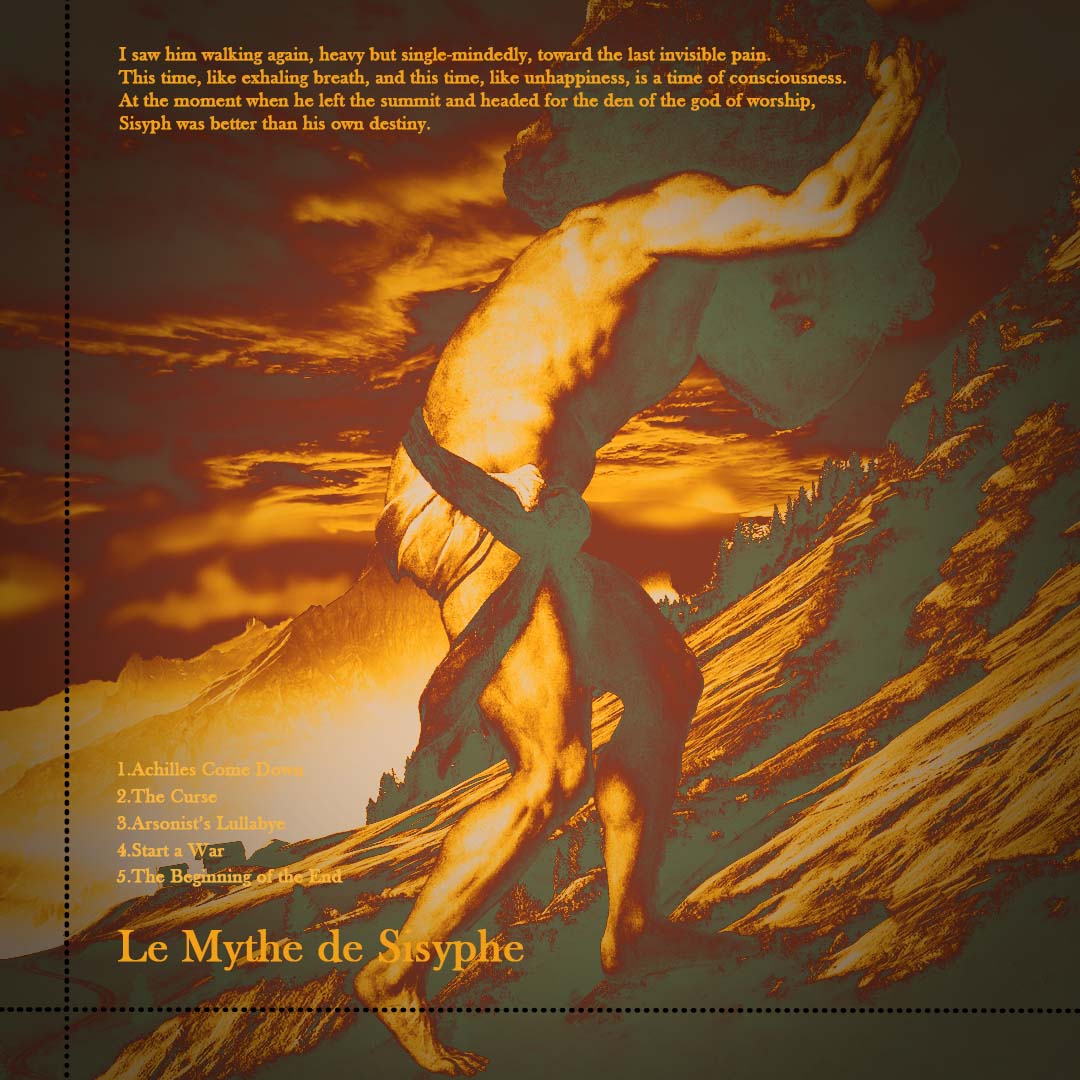 I saw him walking again, heavy but single-mindedly, toward the last invisible pain.
This time, like exhaling breath, and this time, like unhappiness, is a time of consciousness.
At the moment when he left the summit and headed for the den of the god of worship,
Sisyph was better than his own destiny.
1.Achilles Come Down
2.The Curse
3.Arsonist's Lullabye
4.Start a War
5.The Beginning of the End
Le Mythe de Sisyphe